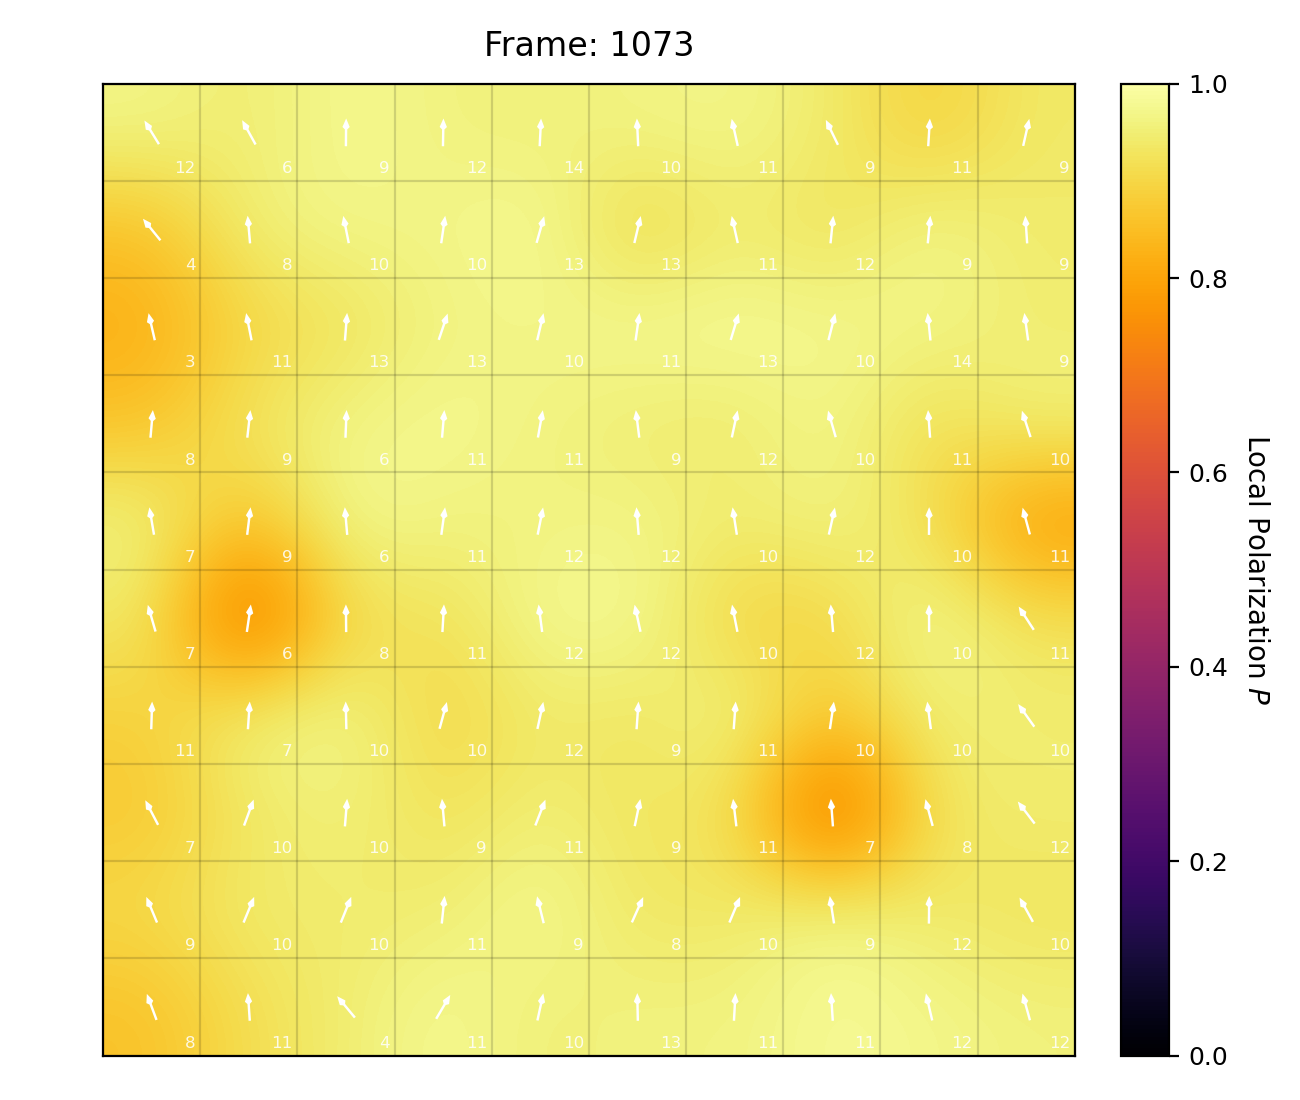 Frame: 1073
12 6 9 12 14 10 11 9 11 9
4 8 10 10 13 13 11 12 9 9
3 11 13 13 10 11 13 10 14 9
8 9 6 11 11 9 12 10 11 10
7 9 6 11 12 12 10 12 10 11
7 6 8 11 12 12 10 12 10 11
11 7 10 10 12 9 11 10 10 10
7 10 10 9 11 9 11 7 8 12
9 10 10 11 9 8 10 9 12 10
8 11 4 11 10 13 11 11 12 12
1.0
0.8
0.6
0.4
0.2
0.0
Local Polarization P